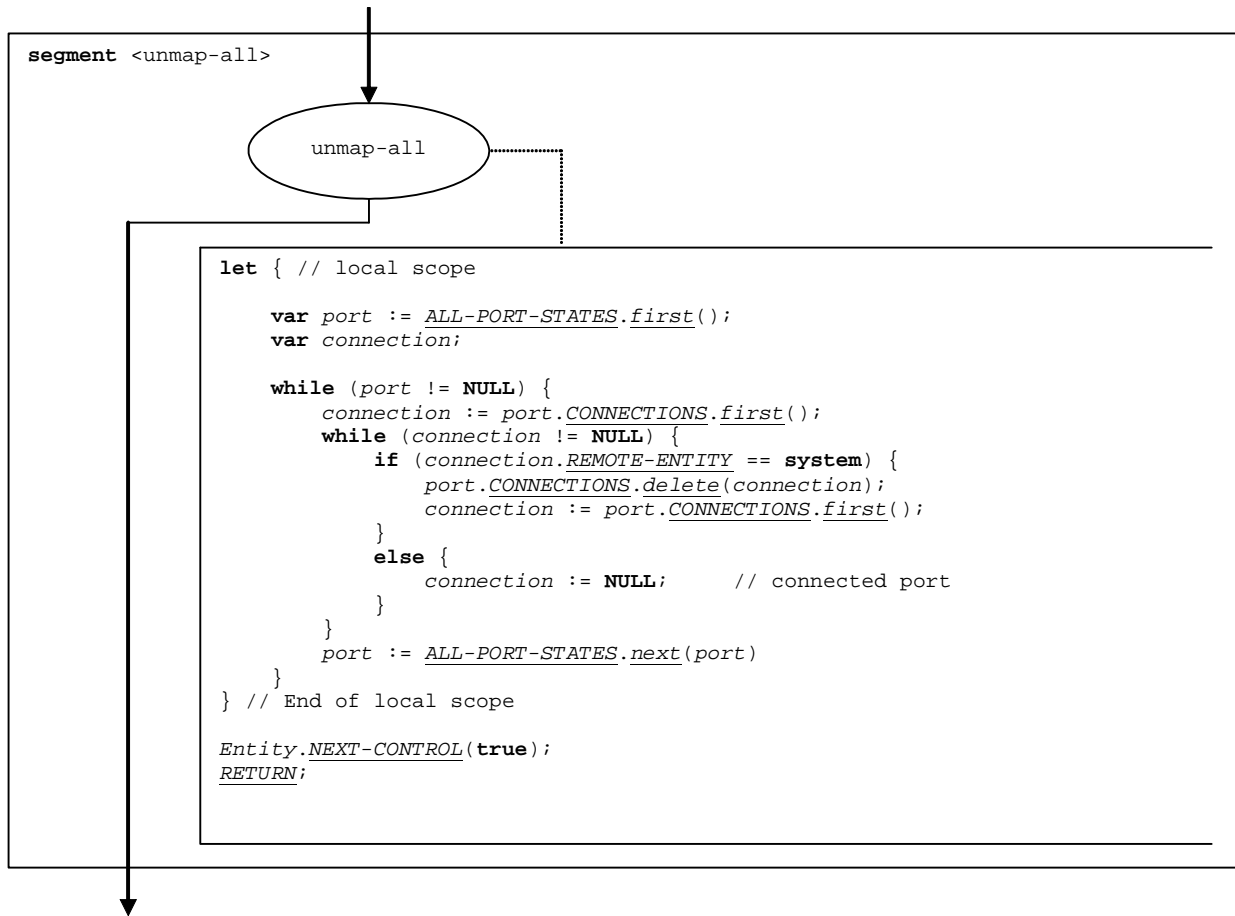 segment <unmap-all>
unmap-all
let { // local scope
var port := ALL-PORT-STATES.first();
var connection;
while (port != NULL) {
connection := port.CONNECTIONS.first();
while (connection != NULL) {
if (connection.REMOTE-ENTITY == system) {
port.CONNECTIONS.delete(connection);
connection := port.CONNECTIONS.first();
}
else {
connection := NULL; // connected port
}
}
port := ALL-PORT-STATES.next(port)
}
} // End of local scope
Entity.NEXT-CONTROL(true);
RETURN;